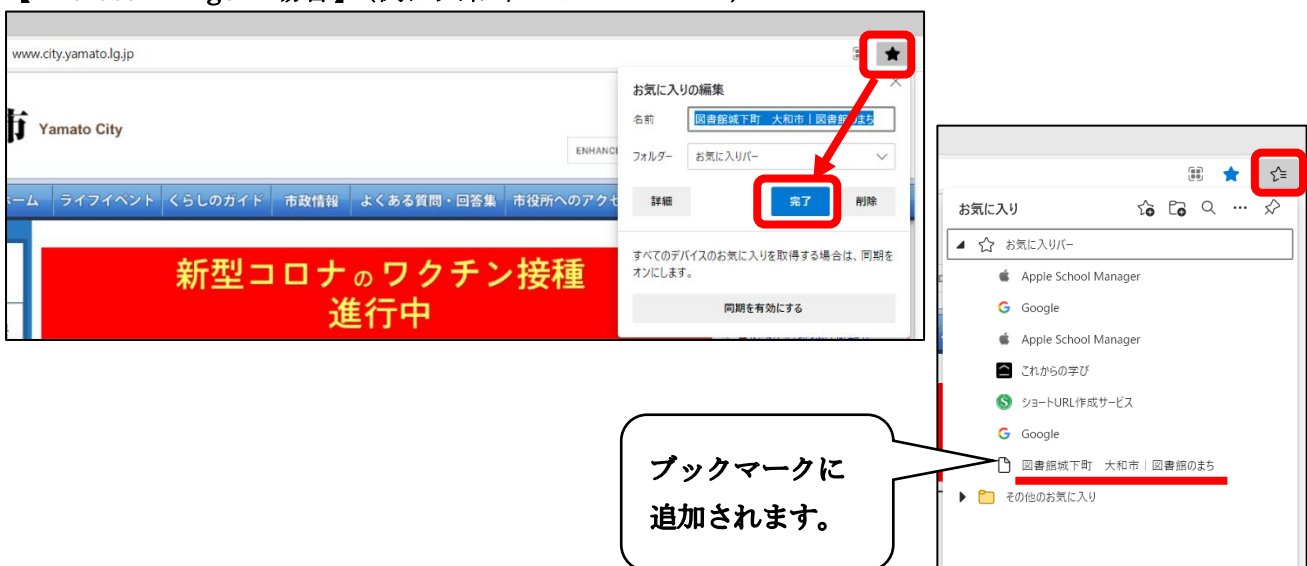 www.city.yamato.lg.jp
市 Yamato City
ENHANCE
ホーム ライフイベント くらしのガイド 市政情報 よくある質問・回答集 市役所へのアクセ
新型コロナのワクチン接種
進行中
お気に入りの編集
名前 図書館城下町 大和市|図書館のまち
フォルダー お気に入りバー
詳細 完了 削除
すべてのデバイスのお気に入りを取得する場合は、同期を
オンにします。
同期を有効にする
お気に入り
お気に入りバー
Apple School Manager
Google
Apple School Manager
これからの学び
ショートURL作成サービス
Google
図書館城下町 大和市|図書館のまち
その他のお気に入り
ブックマークに
追加されます。